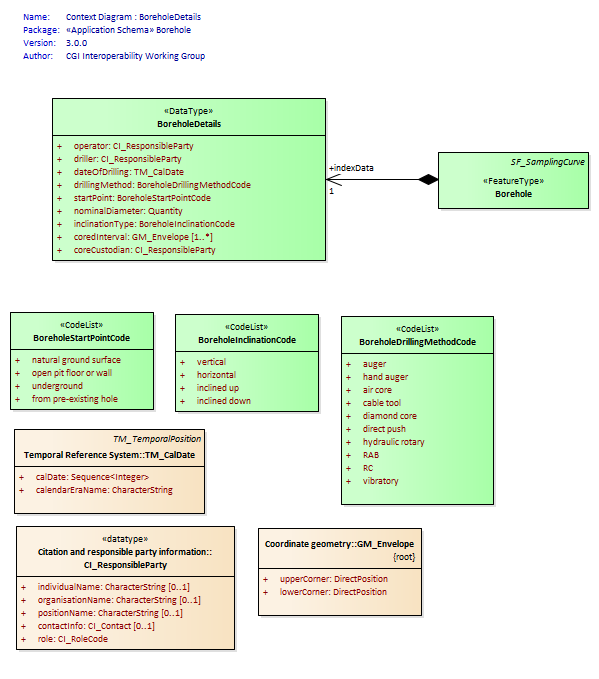 Name: Context Diagram : BoreholeDetails
Package: «Application Schema» Borehole
Version: 3.0.0
Author: CGI Interoperability Working Group
«DataType»
BoreholeDetails
+ operator: CI_ResponsibleParty
+ driller: CI_ResponsibleParty
+ dateOfDrilling: TM_CalDate
+ drillingMethod: BoreholeDrillingMethodCode
+ startPoint: BoreholeStartPointCode
+ nominalDiameter: Quantity
+ inclinationType: BoreholeInclinationCode
+ coredInterval: GM_Envelope [1..*]
+ coreCustodian: CI_ResponsibleParty
+indexData
1
SF_SamplingCurve
«FeatureType»
Borehole
«CodeList»
BoreholeStartPointCode
+ natural ground surface
+ open pit floor or wall
+ underground
+ from pre-existing hole
«CodeList»
BoreholeInclinationCode
+ vertical
+ horizontal
+ inclined up
+ inclined down
«CodeList»
BoreholeDrillingMethodCode
+ auger
+ hand auger
+ air core
+ cable tool
+ diamond core
+ direct push
+ hydraulic rotary
+ RAB
+ RC
+ vibratory
TM_TemporalPosition
Temporal Reference System::TM_CalDate
+ calDate: Sequence<Integer>
+ calendarEraName: CharacterString
«datatype»
Citation and responsible party information::
CI_ResponsibleParty
+ individualName: CharacterString [0..1]
+ organisationName: CharacterString [0..1]
+ positionName: CharacterString [0..1]
+ contactInfo: CI_Contact [0..1]
+ role: CI_RoleCode
Coordinate geometry::GM_Envelope
{root}
+ upperCorner: DirectPosition
+ lowerCorner: DirectPosition